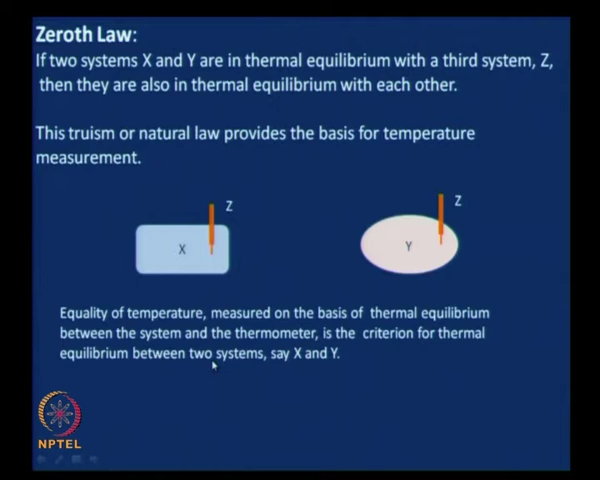 Zeroth Law:
If two systems X and Y are in thermal equilibrium with a third system, Z,
then they are also in thermal equilibrium with each other.
This truism or natural law provides the basis for temperature
measurement.
Z
X
Z
Y
Equality of temperature, measured on the basis of thermal equilibrium
between the system and the thermometer, is the criterion for thermal
equilibrium between two systems, say X and Y.
NPTEL